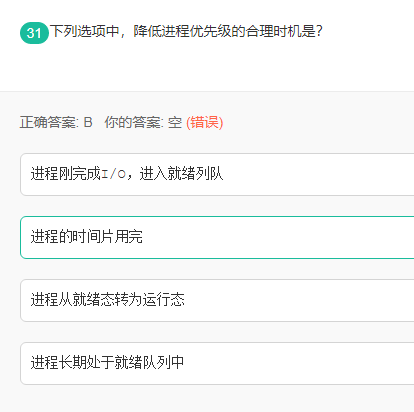 31 下列选项中，降低进程优先级的合理时机是？
正确答案: B 你的答案: 空 (错误)
进程刚完成I/O，进入就绪列队
进程的时间片用完
进程从就绪态转为运行态
进程长期处于就绪队列中